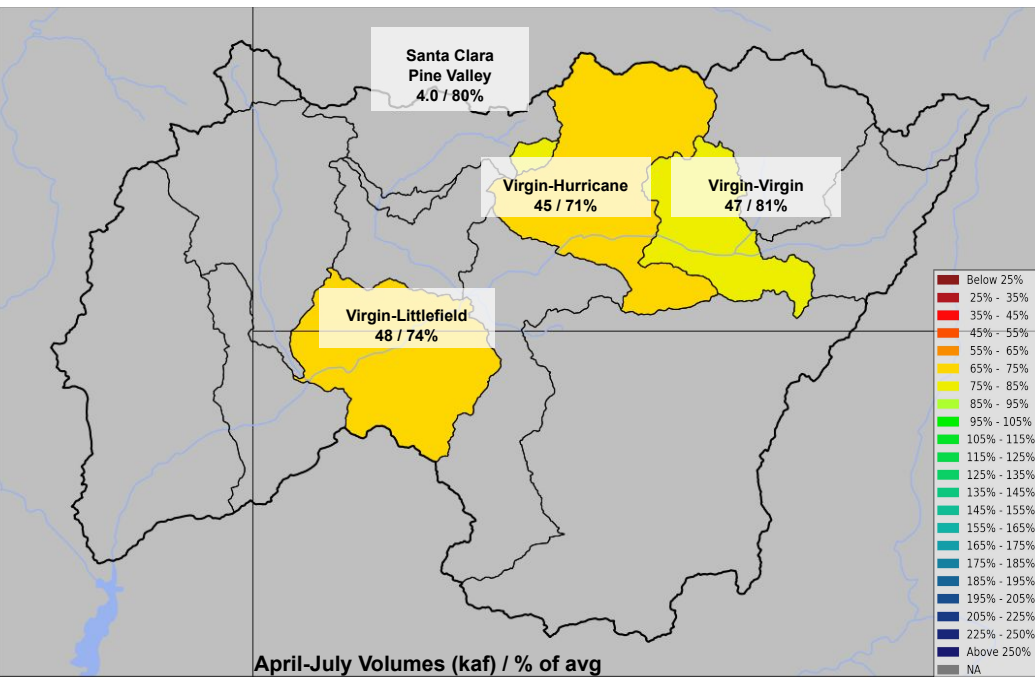 Santa Clara
Pine Valley
4.0 / 80%
Virgin-Hurricane
45 / 71%
Virgin-Virgin
47 / 81%
Virgin-Littlefield
48 / 74%
Below 25%
25% - 35%
35% - 45%
45% - 55%
55% - 65%
65% - 75%
75% - 85%
85% - 95%
95% - 105%
105% - 115%
115% - 125%
125% - 135%
135% - 145%
145% - 155%
155% - 165%
165% - 175%
175% - 185%
185% - 195%
195% - 205%
205% - 225%
225% - 250%
Above 250%
NA
April-July Volumes (kaf) / % of avg